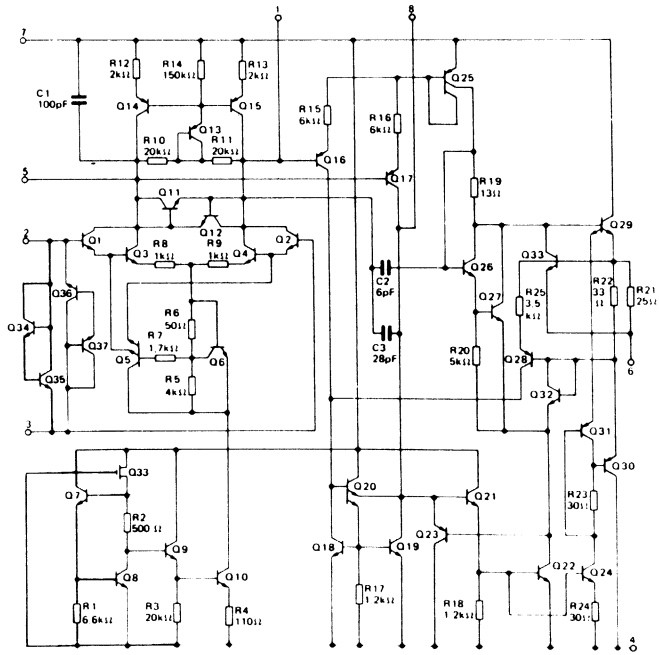 1
8
7
R12
2kΩ
R14
150kΩ
R13
2kΩ
C1
100pF
Q14
Q15
Q13
R10
20kΩ
R11
20kΩ
R15
6kΩ
R16
6kΩ
Q25
Q16
Q17
R19
13Ω
5
Q11
Q12
2
Q1
Q3
R8
1kΩ
R9
1kΩ
Q4
Q2
C2
6pF
Q26
Q33
Q29
R22
33
Ω
R21
25Ω
Q36
Q34
Q37
Q35
R6
50Ω
R7
1,7kΩ
Q5
Q6
R5
4kΩ
C3
28pF
Q27
R25
3.5
kΩ
R20
5kΩ
Q28
Q32
6
3
Q31
Q30
Q33
Q7
R2
500 Ω
Q9
Q8
Q10
R1
6 6kΩ
R3
20kΩ
R4
110Ω
Q20
Q21
Q18
Q19
Q23
R17
1.2kΩ
R18
1.2kΩ
Q22
R23
30Ω
Q24
R24
30Ω
4